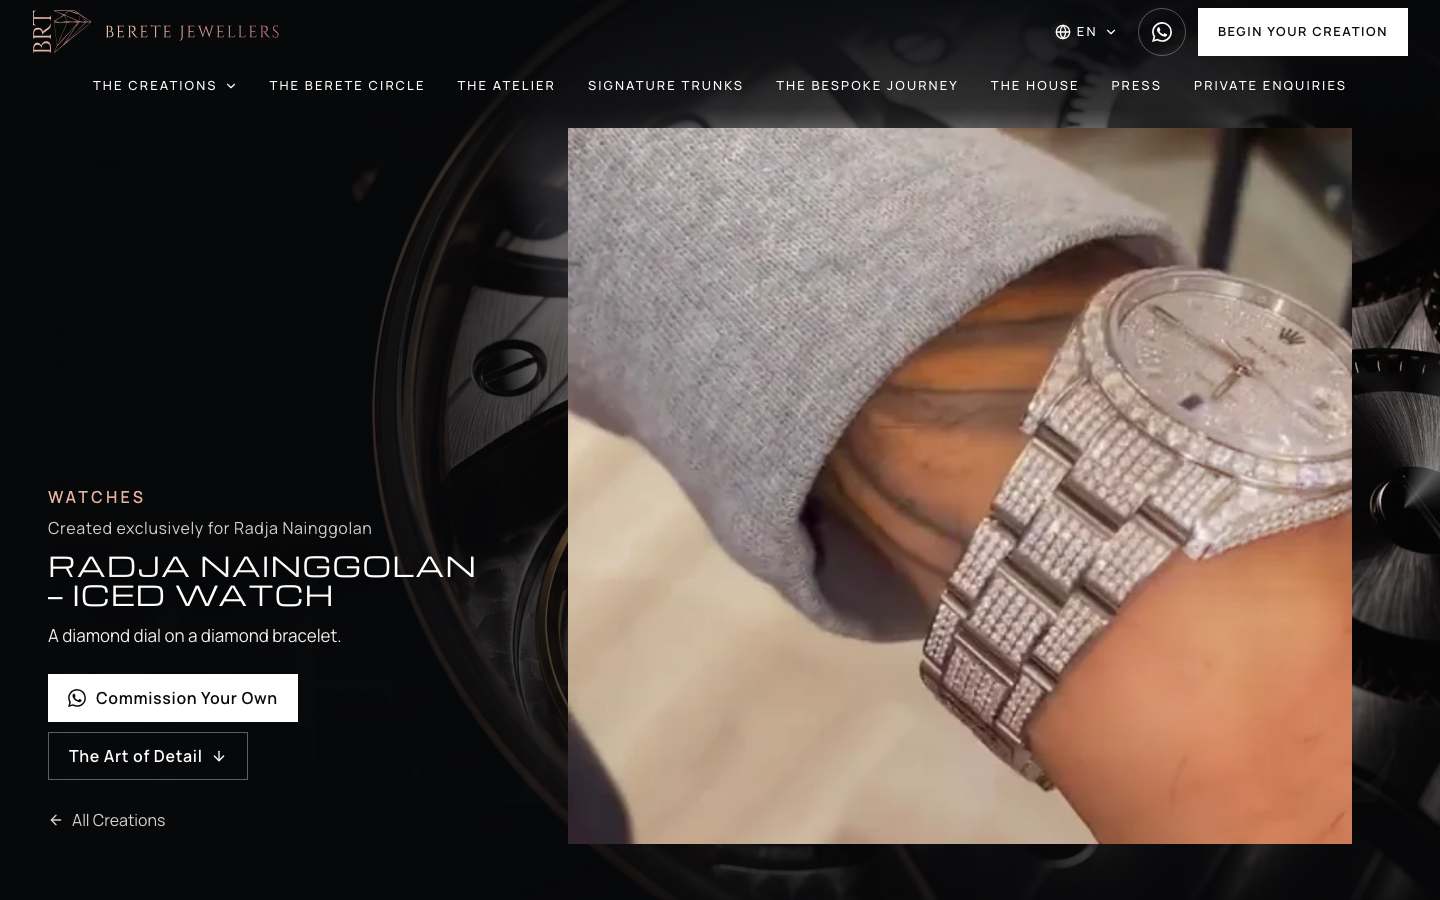 BRT
BERETE JEWELLERS
EN
BEGIN YOUR CREATION
THE CREATIONS
THE BERETE CIRCLE
THE ATELIER
SIGNATURE TRUNKS
THE BESPOKE JOURNEY
THE HOUSE
PRESS
PRIVATE ENQUIRIES
WATCHES
Created exclusively for Radja Nainggolan
RADJA NAINGGOLAN
– ICED WATCH
A diamond dial on a diamond bracelet.
Commission Your Own
The Art of Detail
All Creations